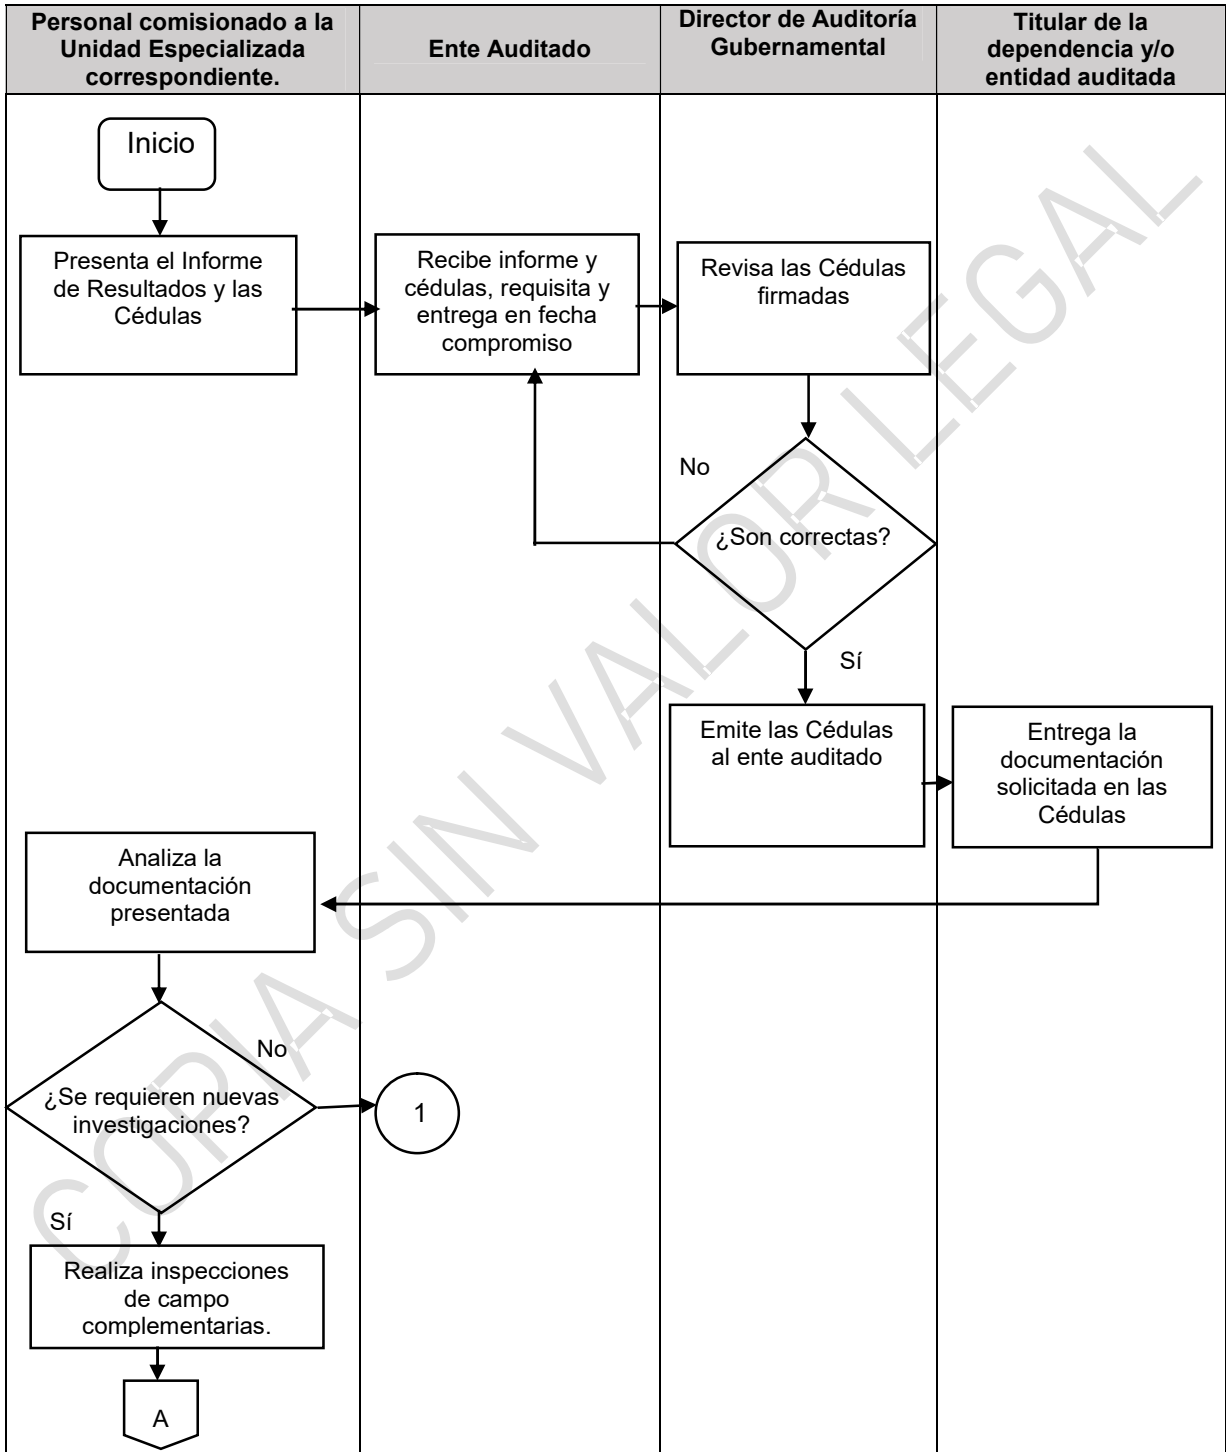 Personal comisionado a la
Unidad Especializada
correspondiente.
Ente Auditado
Director de Auditoría
Gubernamental
Titular de la
dependencia y/o
entidad auditada
Inicio
Presenta el Informe
de Resultados y las
Cédulas
Recibe informe y
cédulas, requisita y
entrega en fecha
compromiso
Revisa las Cédulas
firmadas
No
¿Son correctas?
Sí
Emite las Cédulas
al ente auditado
Entrega la
documentación
solicitada en las
Cédulas
Analiza la
documentación
presentada
No
¿Se requieren nuevas
investigaciones?
1
Sí
Realiza inspecciones
de campo
complementarias.
A
COPIA SIN VALOR LEGAL